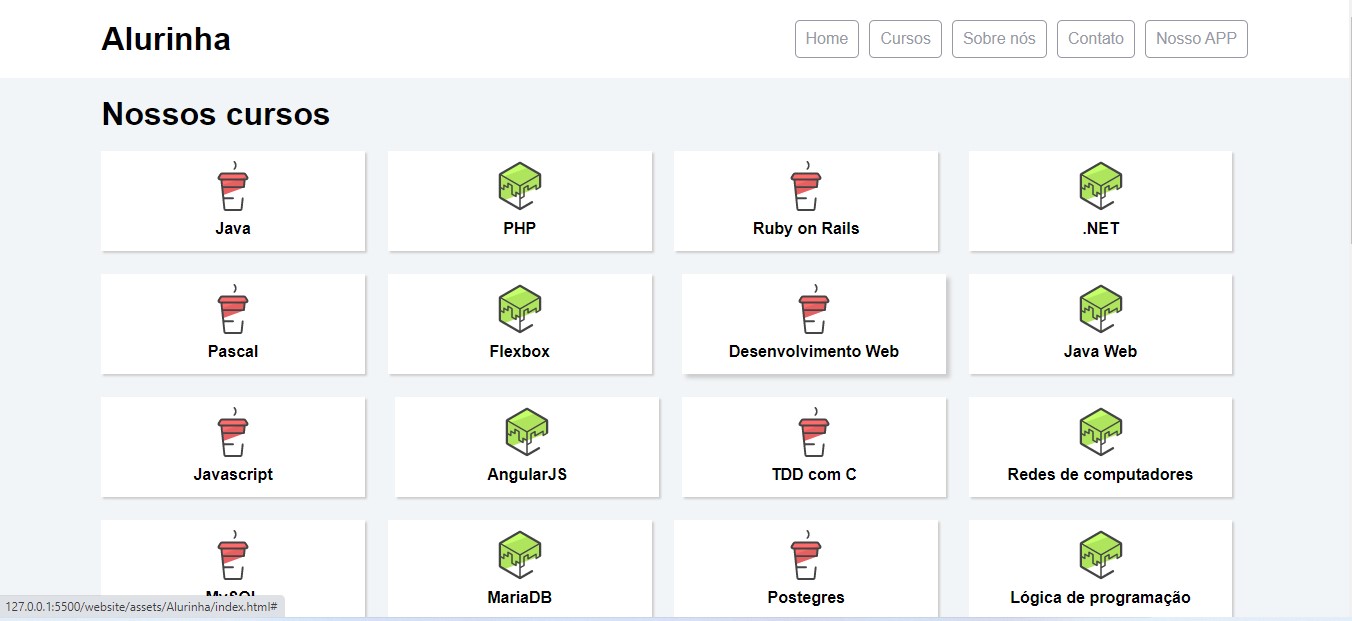 Alurinha
Home Cursos Sobre nós Contato Nosso APP
Nossos cursos
Java PHP Ruby on Rails .NET
Pascal Flexbox Desenvolvimento Web Java Web
Javascript AngularJS TDD com C Redes de computadores
MySQL MariaDB Postegres Lógica de programação
127.0.0.1:5500/website/assets/Alurinha/index.html#